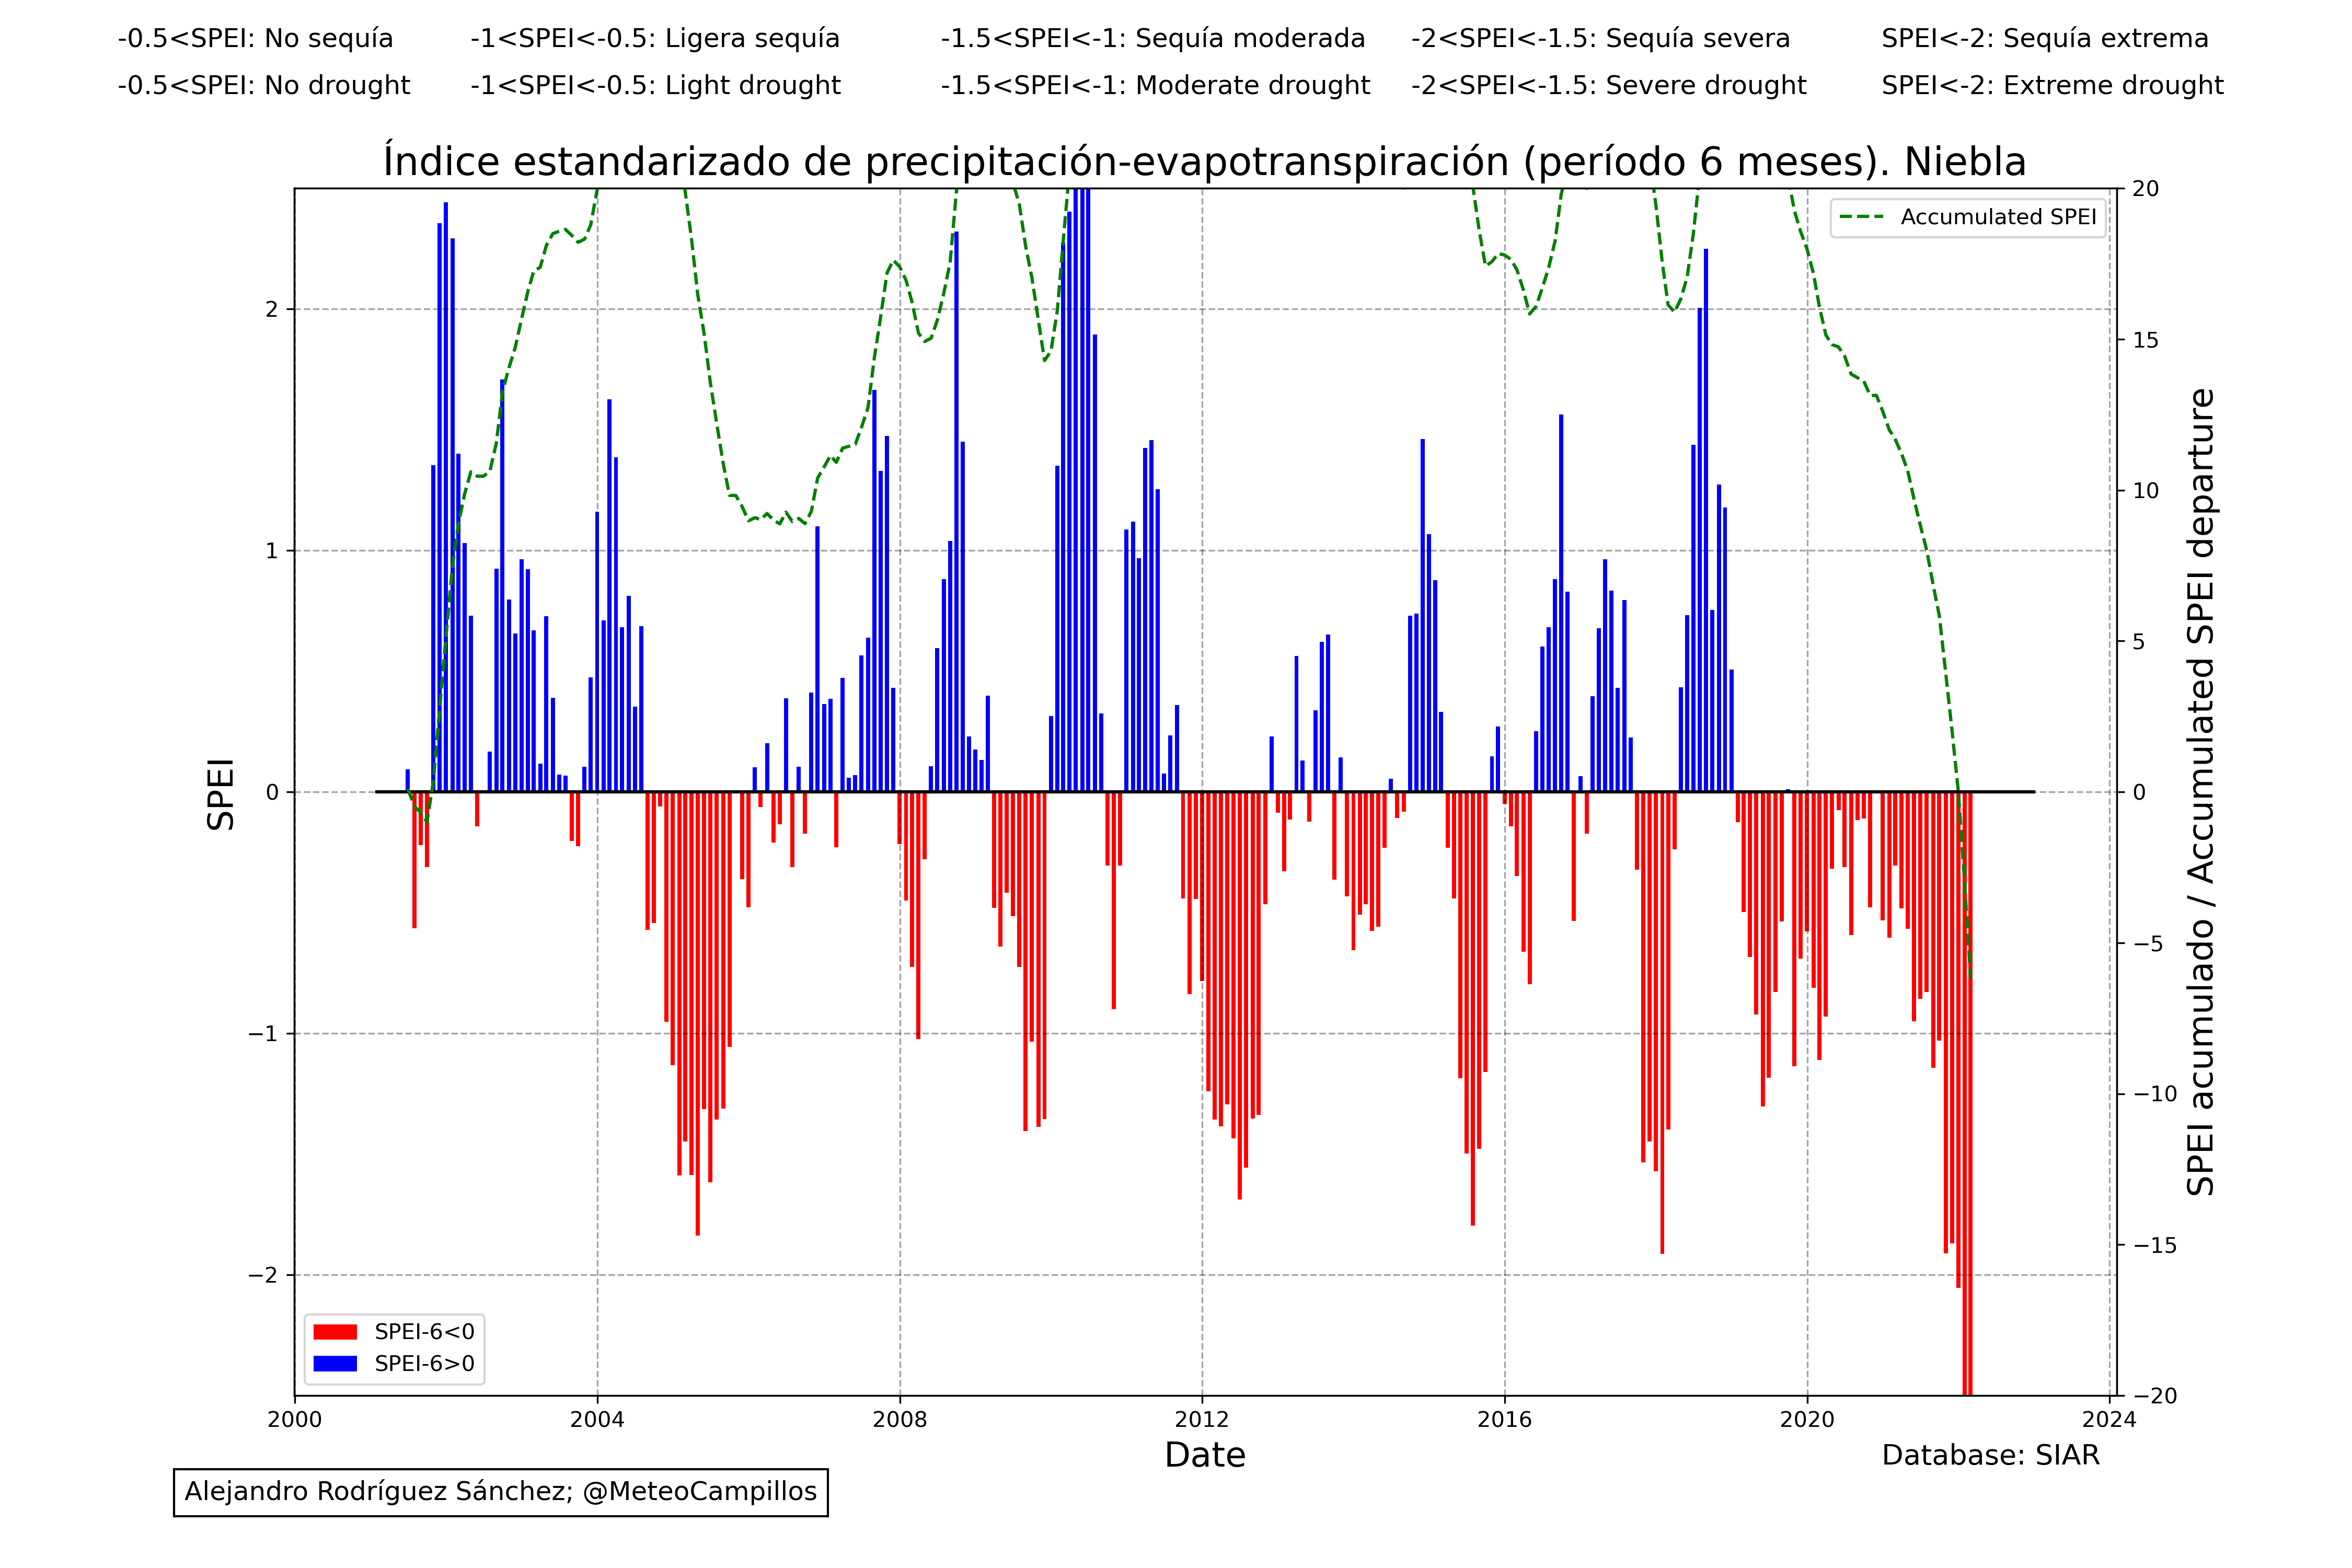 -0.5<SPEI: No sequía -1<SPEI<-0.5: Ligera sequía -1.5<SPEI<-1: Sequía moderada -2<SPEI<-1.5: Sequía severa SPEI<-2: Sequía extrema
-0.5<SPEI: No drought -1<SPEI<-0.5: Light drought -1.5<SPEI<-1: Moderate drought -2<SPEI<-1.5: Severe drought SPEI<-2: Extreme drought
Índice estandarizado de precipitación-evapotranspiración (período 6 meses). Niebla
Accumulated SPEI
SPEI
2
1
0
−1
−2
20
15
10
5
0
−5
−10
−15
−20
SPEI acumulado / Accumulated SPEI departure
SPEI-6<0
SPEI-6>0
2000 2004 2008 2012 2016 2020 2024
Date
Database: SIAR
Alejandro Rodríguez Sánchez; @MeteoCampillos